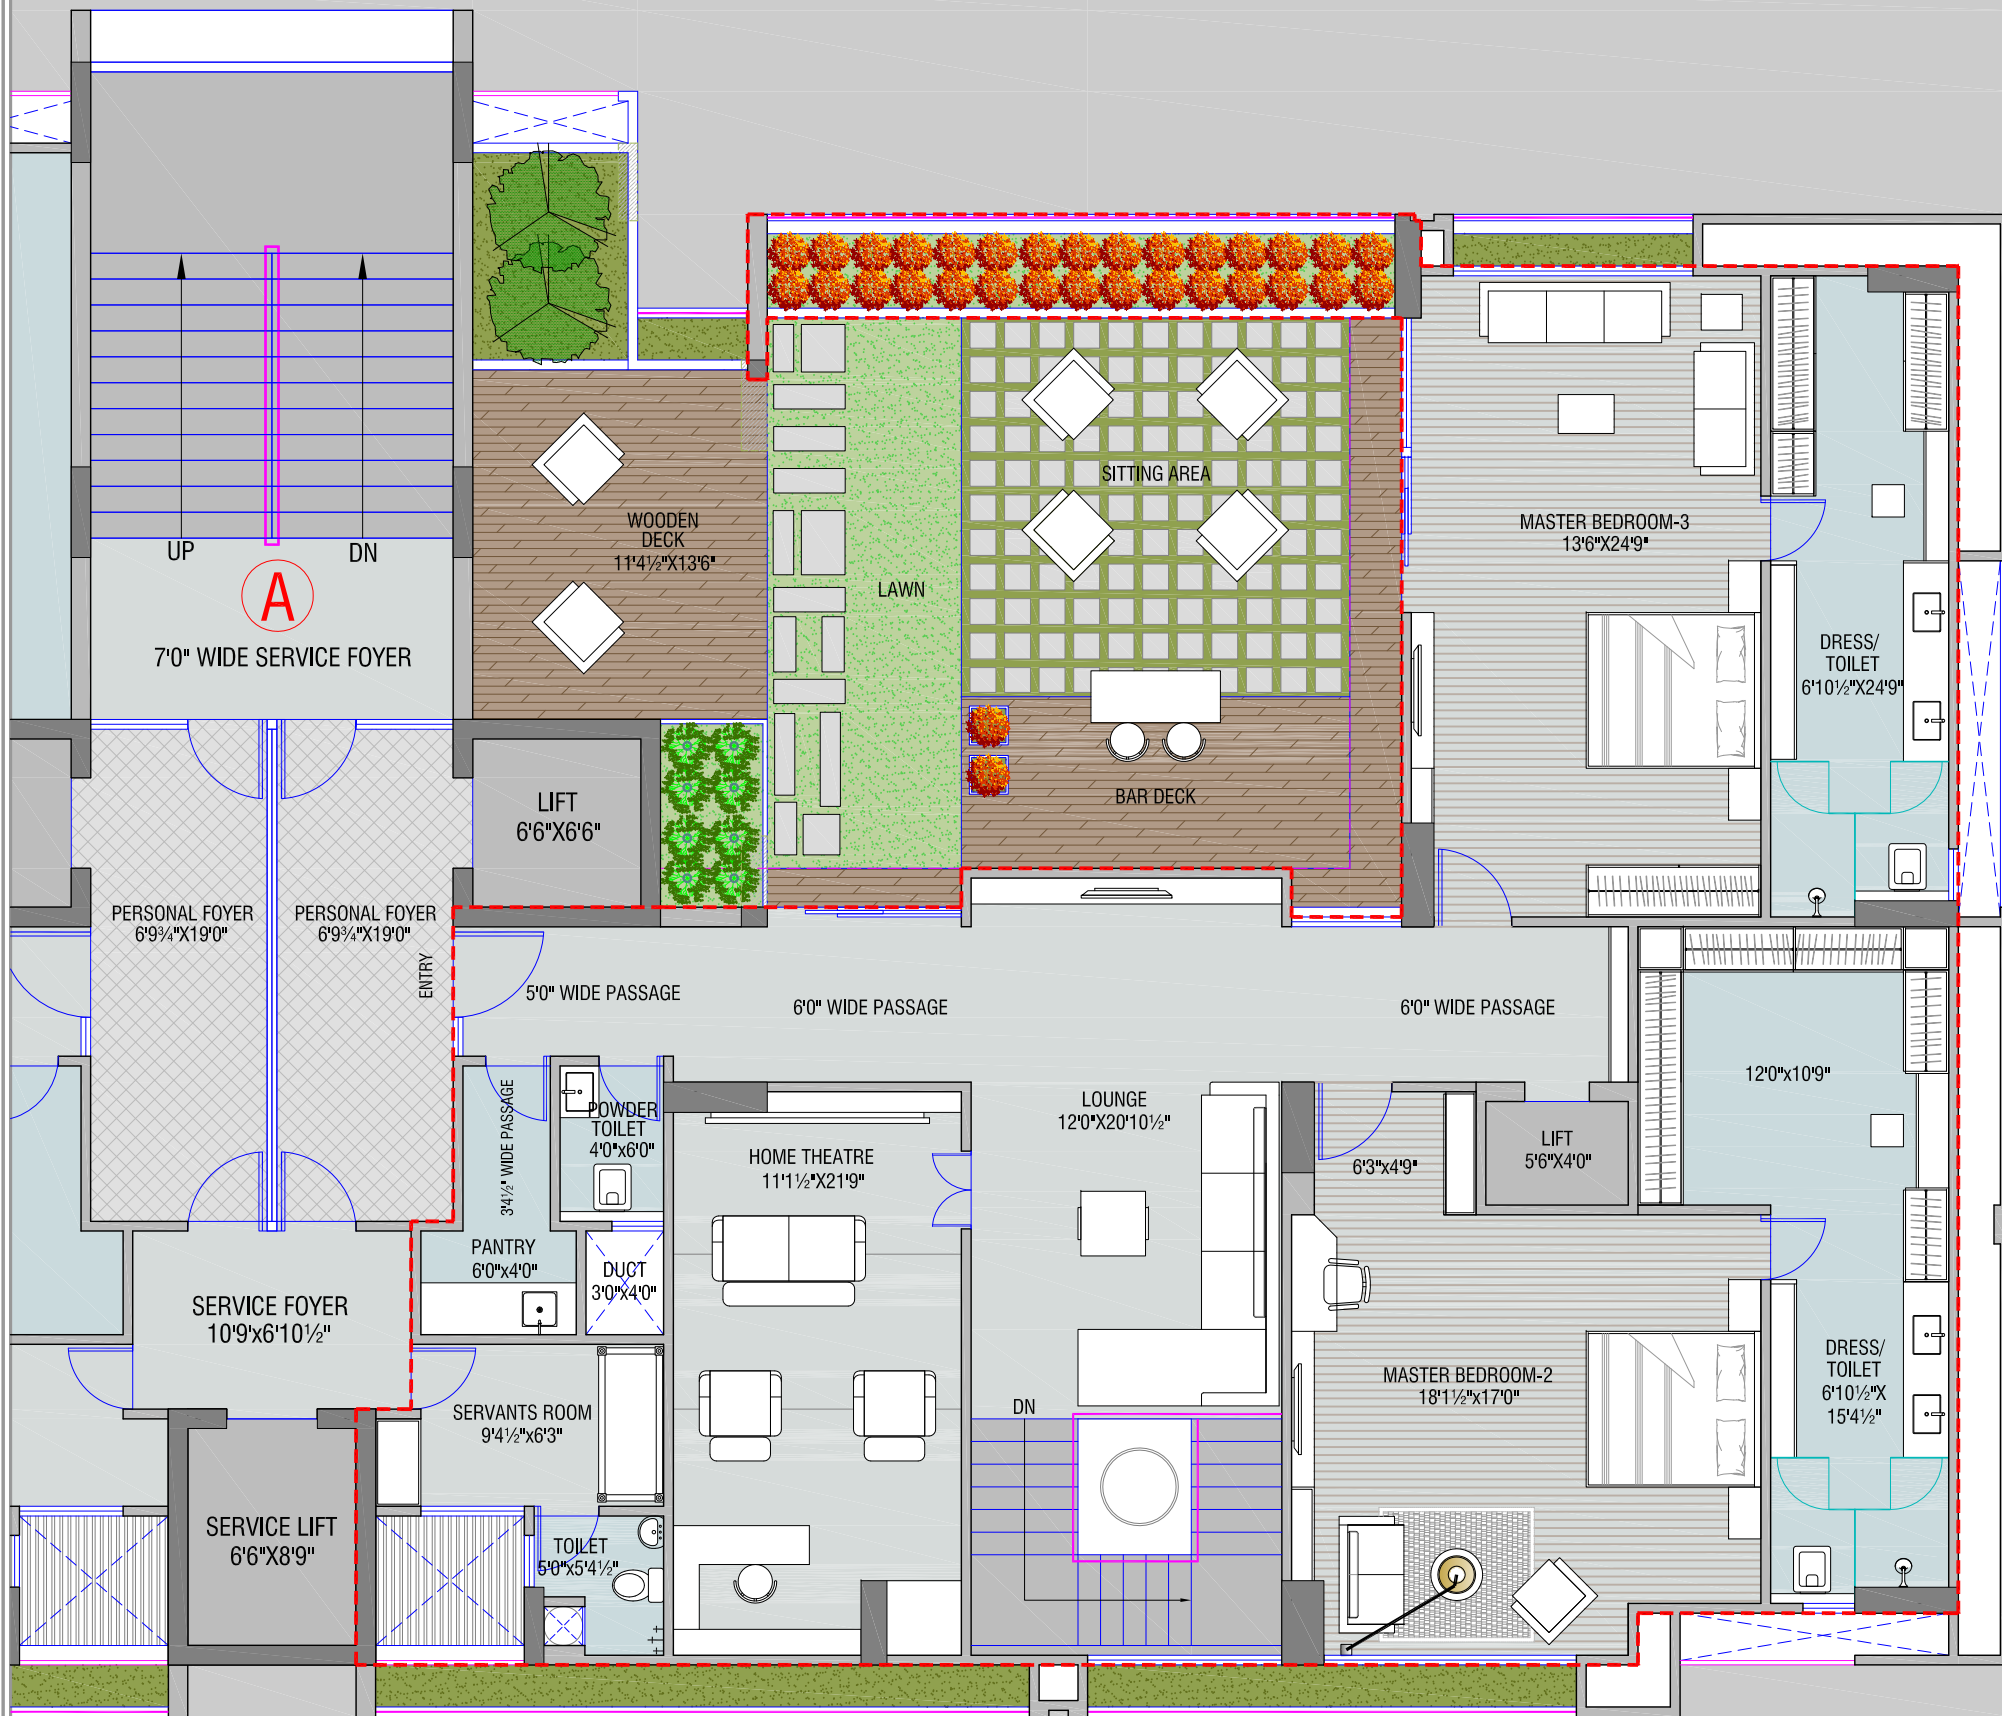 UP
DN
A
7'0" WIDE SERVICE FOYER
WOODEN
DECK
11'4½"X13'6"
LAWN
SITTING AREA
BAR DECK
MASTER BEDROOM-3
13'6"X24'9"
DRESS/
TOILET
6'10½"X24'9"
LIFT
6'6"X6'6"
PERSONAL FOYER
6'9¾"X19'0"
PERSONAL FOYER
6'9¾"X19'0"
ENTRY
5'0" WIDE PASSAGE
6'0" WIDE PASSAGE
6'0" WIDE PASSAGE
3'4½" WIDE PASSAGE
POWDER
TOILET
4'0"x6'0"
HOME THEATRE
11'1½"X21'9"
LOUNGE
12'0"X20'10½"
6'3"x4'9"
LIFT
5'6"X4'0"
12'0"x10'9"
PANTRY
6'0"x4'0"
DUCT
3'0"x4'0"
SERVICE FOYER
10'9"x6'10½"
SERVANTS ROOM
9'4½"x6'3"
DN
MASTER BEDROOM-2
18'1½"x17'0"
DRESS/
TOILET
6'10½"X
15'4½"
SERVICE LIFT
6'6"X8'9"
TOILET
5'0"x5'4½"